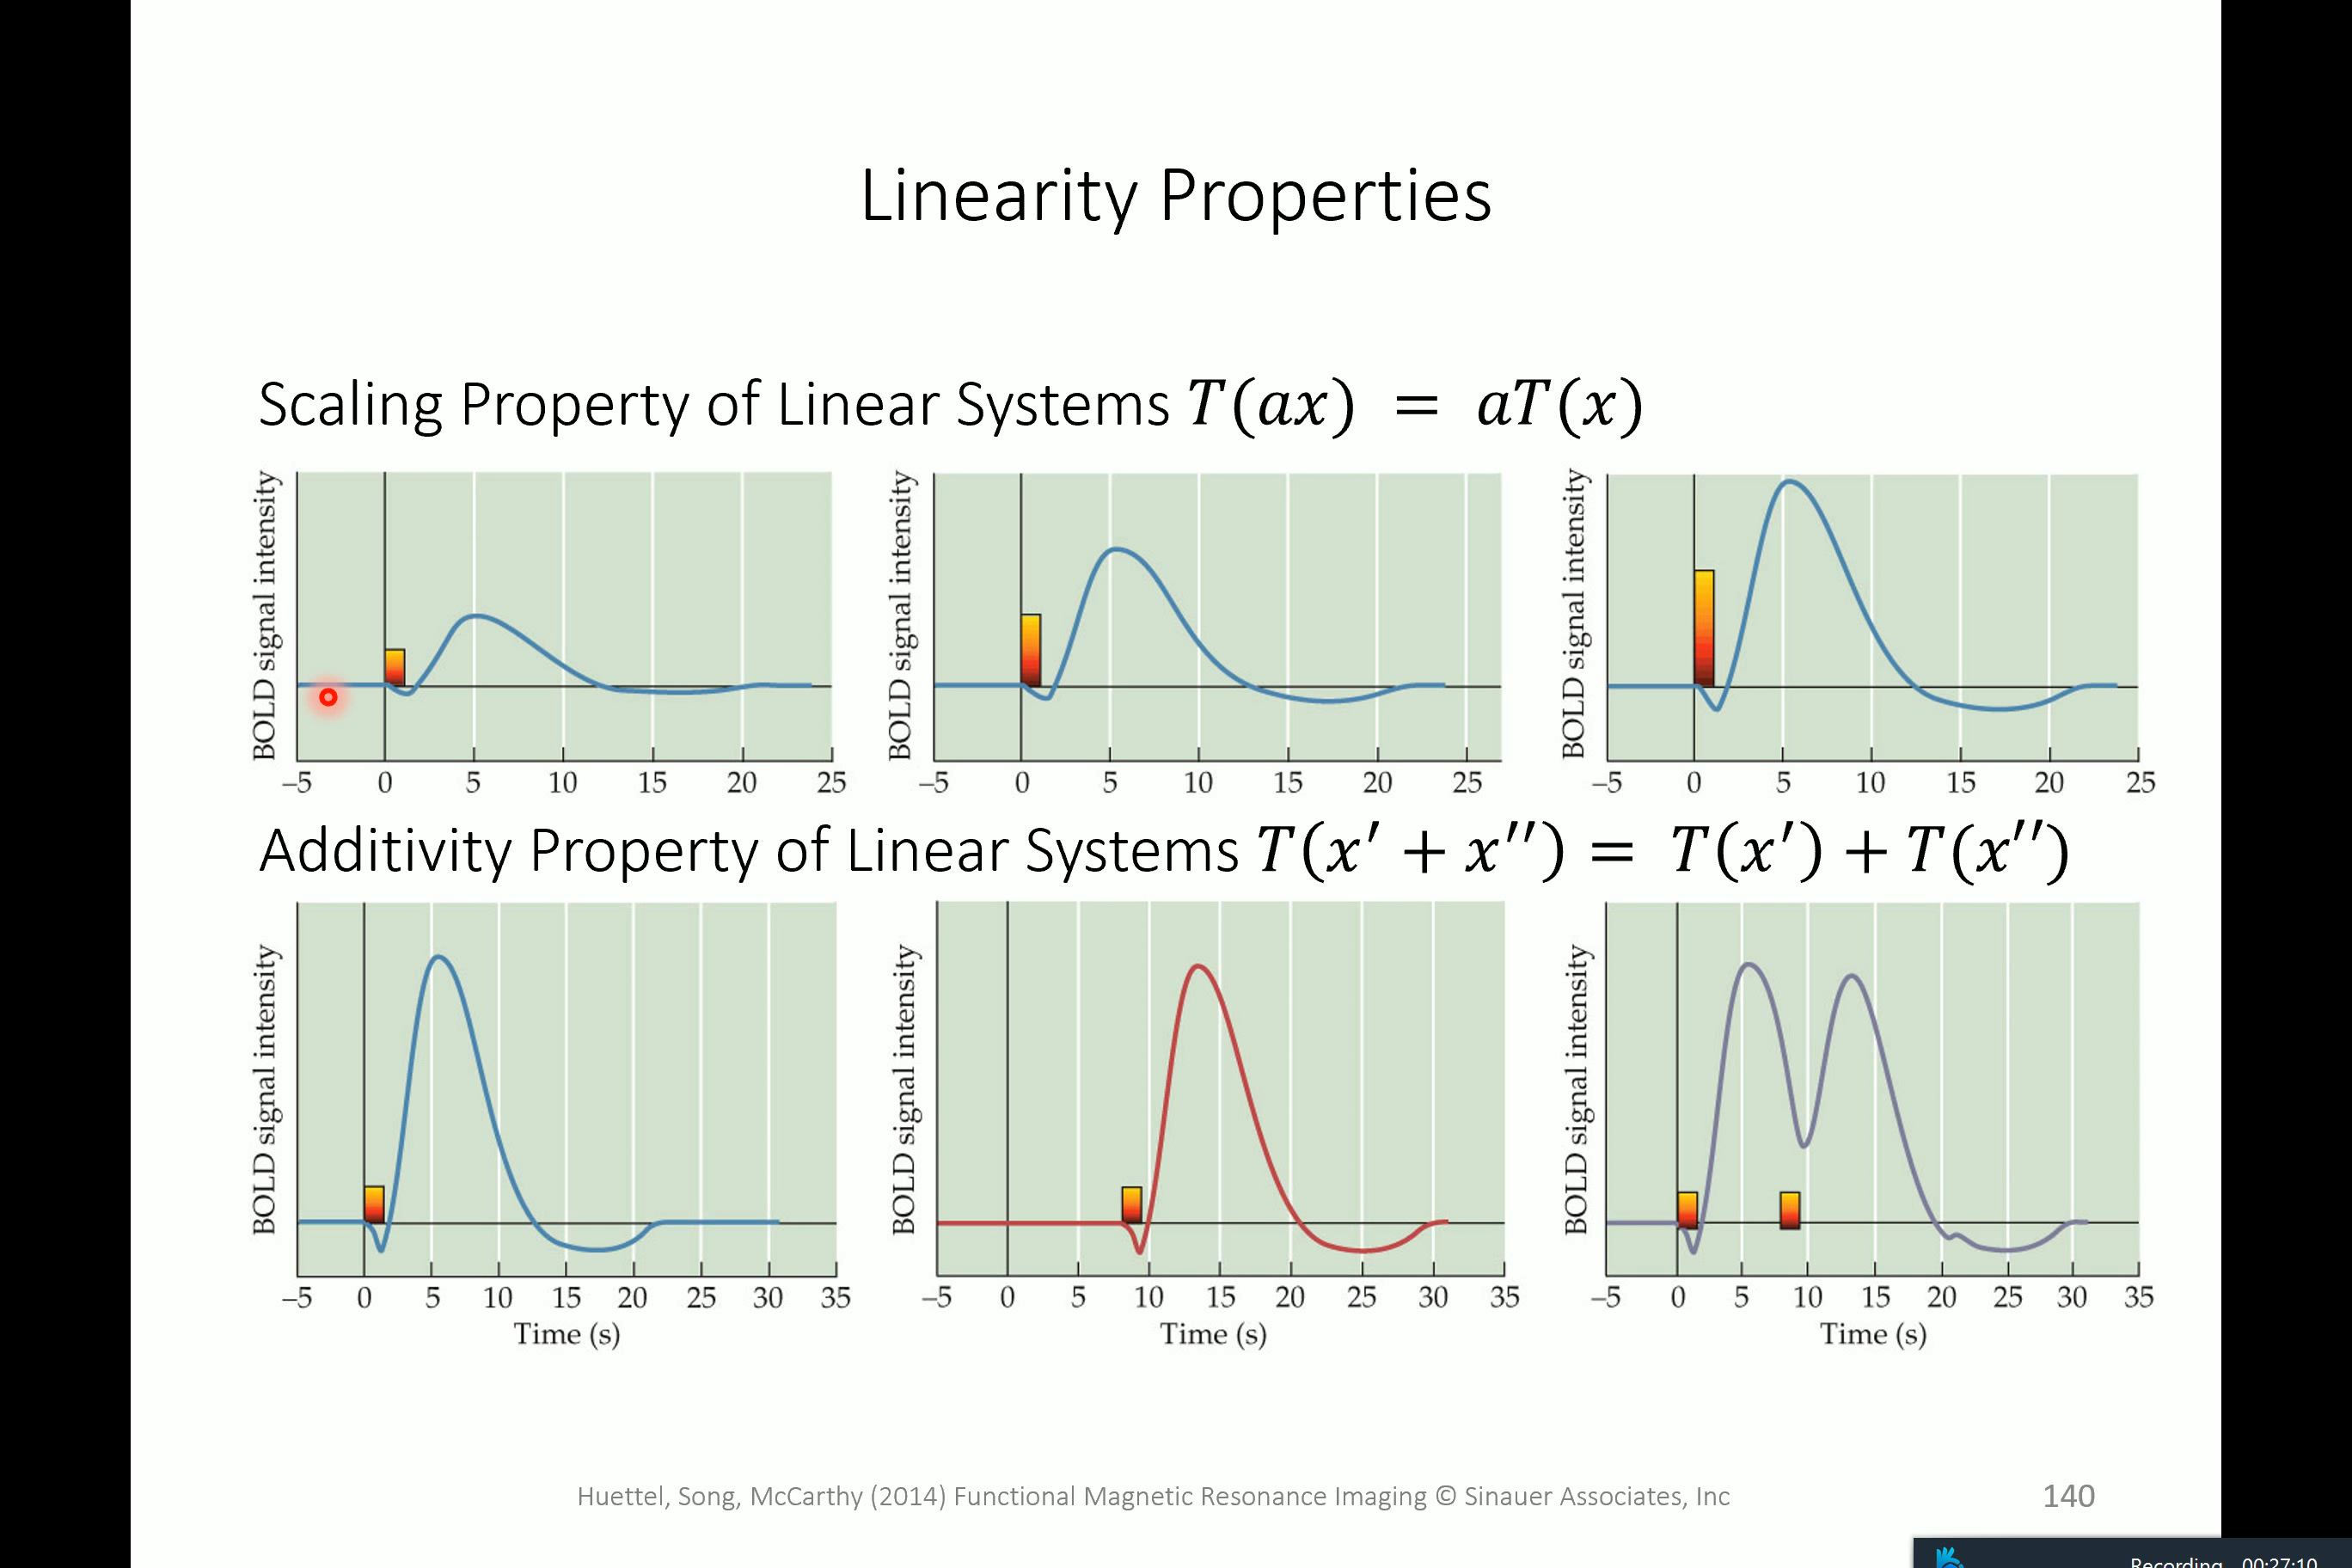 Linearity Properties
Scaling Property of Linear Systems T(ax) = aT(x)
BOLD signal intensity
–5 0 5 10 15 20 25
BOLD signal intensity
–5 0 5 10 15 20 25
BOLD signal intensity
–5 0 5 10 15 20 25
Additivity Property of Linear Systems T(x′ + x′′) = T(x′) + T(x′′)
BOLD signal intensity
–5 0 5 10 15 20 25 30 35
Time (s)
BOLD signal intensity
–5 0 5 10 15 20 25 30 35
Time (s)
BOLD signal intensity
–5 0 5 10 15 20 25 30 35
Time (s)
Huettel, Song, McCarthy (2014) Functional Magnetic Resonance Imaging © Sinauer Associates, Inc
140
Recording 00:27:10